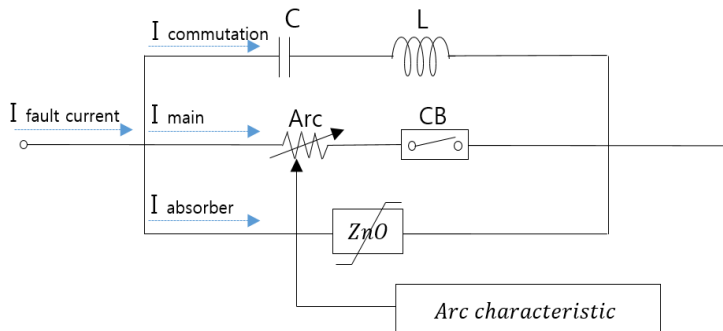 C
L
I commutation
I fault current
I main
Arc
CB
I absorber
ZnO
Arc characteristic